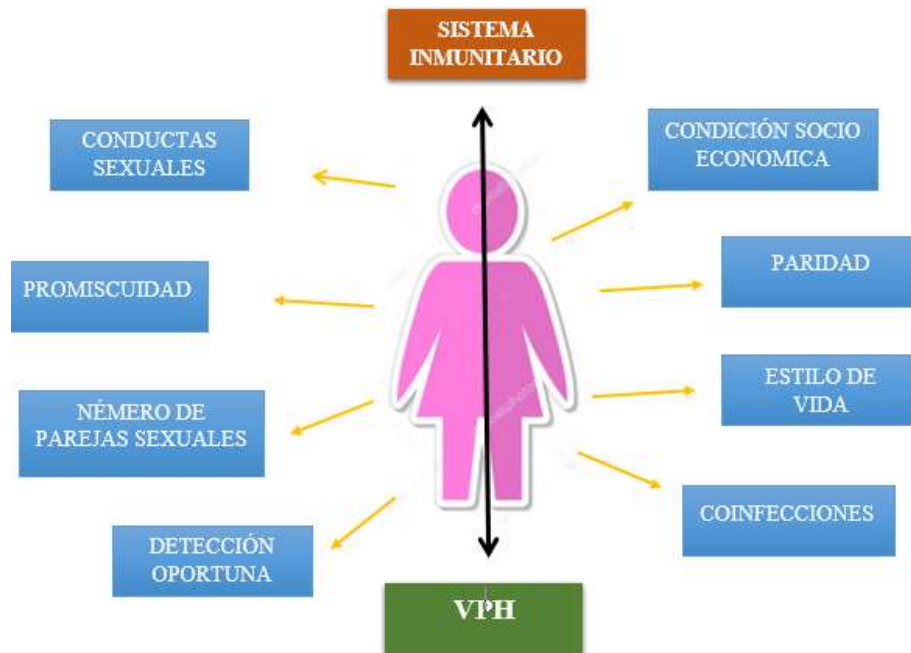 SISTEMA
INMUNITARIO
CONDUCTAS
SEXUALES
CONDICIÓN SOCIO
ECONOMICA
PROMISCUIDAD
PARIDAD
NÉMERO DE
PAREJAS SEXUALES
ESTILO DE
VIDA
DETECCIÓN
OPORTUNA
COINFECCIONES
VPH